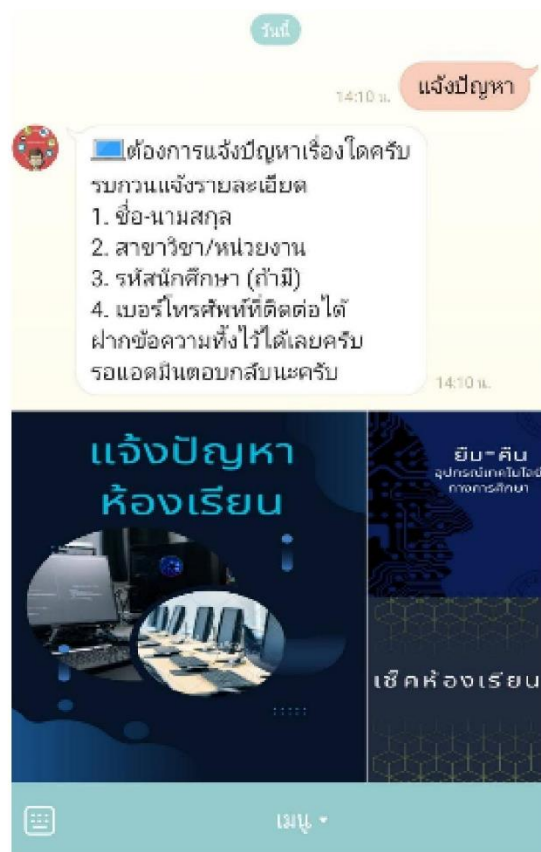 วันนี้
14:10 น.
แจ้งปัญหา
ต้องการแจ้งปัญหาเรื่องใดครับ
รบกวนแจ้งรายละเอียด
1. ชื่อ-นามสกุล
2. สาขาวิชา/หน่วยงาน
3. รหัสนักศึกษา (ถ้ามี)
4. เบอร์โทรศัพท์ที่ติดต่อได้
ฝากข้อความทิ้งไว้ได้เลยครับ
รอแอดมินตอบกลับนะครับ
14:10 น.
แจ้งปัญหา
ห้องเรียน
ยืม-คืน
อุปกรณ์เทคโนโลยี
ทางการศึกษา
เช็คห้องเรียน
เมนู